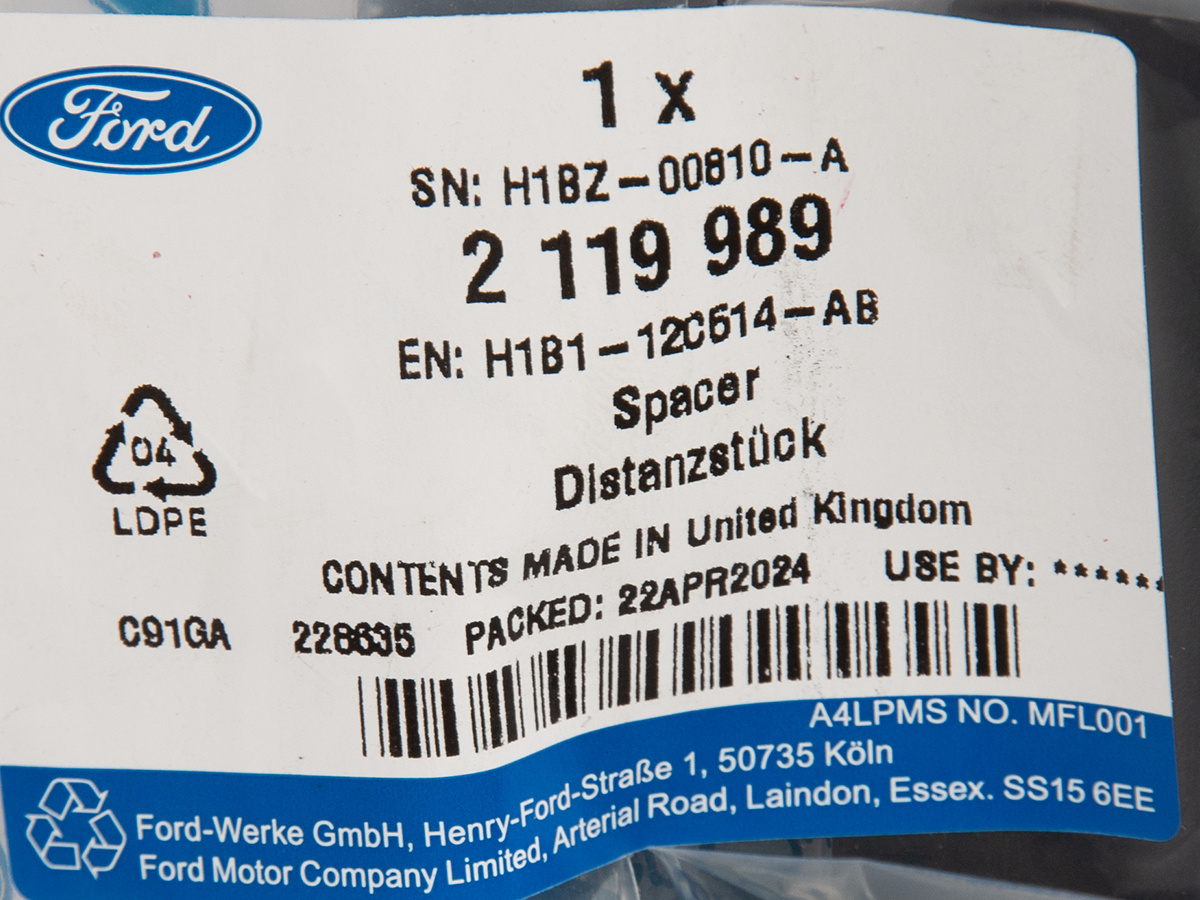 Ford
1 x
SN: H1BZ-00810-A
2 119 989
EN: H1B1-12C514-AB
Spacer
Distanzstück
04
LDPE
CONTENTS MADE IN United Kingdom
C91GA 228635 PACKED: 22APR2024 USE BY: ******
A4LPMS NO. MFL001
Ford-Werke GmbH, Henry-Ford-Straße 1, 50735 Köln
Ford Motor Company Limited, Arterial Road, Laindon, Essex. SS15 6EE